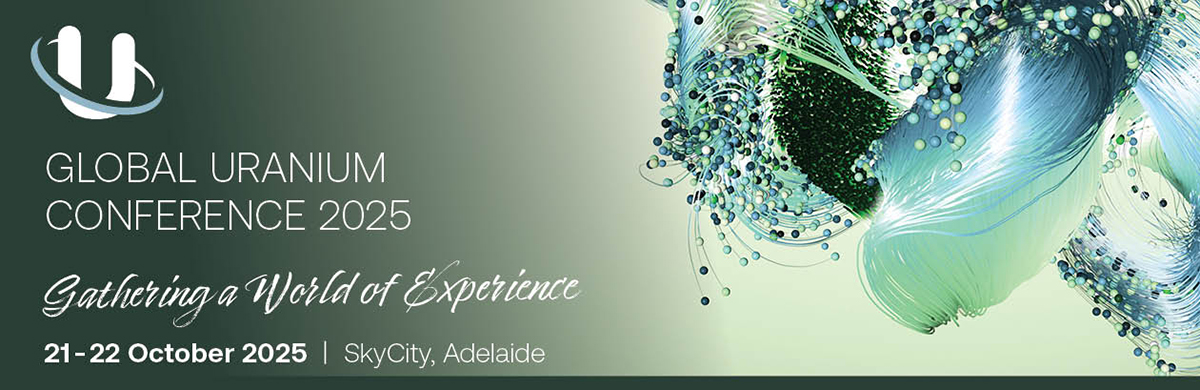 U
GLOBAL URANIUM
CONFERENCE 2025
Gathering a World of Experience
21-22 October 2025 | SkyCity, Adelaide